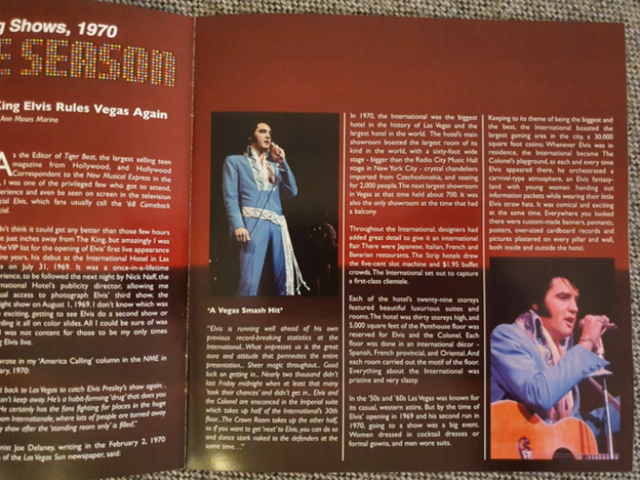 g Shows, 1970
E SEASON
King Elvis Rules Vegas Again
Ann Moses Marino
As the Editor of Tiger Beat, the largest selling teen
magazine from Hollywood, and Hollywood
Correspondent to the New Musical Express in the
, I was one of the privileged few who got to attend,
erience and even be seen on screen in the television
cial Elvis, which fans usually call the '68 Comeback
cial.
dn't think it could get any better than those few hours
t just inches away from The King, but amazingly I was
he VIP list for the opening of Elvis' first live appearance
ine years, his debut at the International Hotel in Las
as on July 31, 1969. It was a once-in-a-lifetime
erience, to be followed the next night by Nick Naff, the
national Hotel's publicity director, allowing me
ual access to photograph Elvis' third show, the
night show on August 1, 1969. I don't know which was
exciting, getting to see Elvis do a second show or
rding it all on color slides. All I could be sure of was
I was not content for those to be my only times
g Elvis live.
wrote in my 'America Calling' column in the NME in
ary, 1970:
t back to Las Vegas to catch Elvis Presley's show again.
an't keep away. He's a habit-forming 'drug' that does you
He certainly has the fans fighting for places in the huge
oom Internationale, where lots of people are turned away
y show after the 'standing room only' is filled."
nist Joe Delaney, writing in the February 2, 1970
of the Las Vegas Sun newspaper, said:
'A Vegas Smash Hit'
"Elvis is running well ahead of his own
previous record-breaking statistics at the
International...What impresses us is the great
aura and attitude that permeates the entire
presentation... Sheer magic throughout... Good
luck on getting in... Nearly two thousand didn't
last Friday midnight when at least that many
'took their chances' and didn't get in... Elvis and
the Colonel are ensconced in the Imperial suite
which takes up half of the International's 30th
floor...The Crown Room takes up the other half,
so if you want to get 'near' to Elvis, you can do so
and dance stark naked to the defenders at the
same time..."
In 1970, the International was the biggest
hotel in the history of Las Vegas and the
largest hotel in the world. The hotel's main
showroom boasted the largest room of its
kind in the world, with a sixty-foot wide
stage - bigger than the Radio City Music Hall
stage in New York City - crystal chandeliers
imported from Czechoslovakia, and seating
for 2,000 people. The next largest showroom
in Vegas at that time held about 700. It was
also the only showroom at the time that had
a balcony.
Throughout the International, designers had
added great detail to give it an international
flair. There were Japanese, Italian, French and
Bavarian restaurants. The Strip hotels drew
the five-cent slot machine and $1.95 buffet
crowds. The International set out to capture
a first-class clientele.
Each of the hotel's twenty-nine storeys
featured beautiful luxurious suites and
rooms. The hotel was thirty storeys high, and
5,000 square feet of the Penthouse floor was
reserved for Elvis and the Colonel. Each
floor was done in an international décor -
Spanish, French provincial, and Oriental. And
each room carried out the motif of the floor.
Everything about the International was
pristine and very classy.
In the '50s and '60s Las Vegas was known for
its casual, western attire. But by the time of
Elvis' opening in 1969 and his second run in
1970, going to a show was a big event.
Women dressed in cocktail dresses or
formal gowns, and men wore suits.
Keeping to its theme of being the biggest and
the best, the International boasted the
largest gaming area in the city, a 30,000
square foot casino. Whenever Elvis was in
residence, the International became The
Colonel's playground, as each and every time
Elvis appeared there, he orchestrated a
carnival-type atmosphere, an Elvis fantasy-
land with young women handing out
information packets while wearing their little
Elvis straw hats. It was comical and exciting
at the same time. Everywhere you looked
there were custom-made banners, pennants,
posters, over-sized cardboard records and
pictures plastered on every pillar and wall,
both inside and outside the hotel.